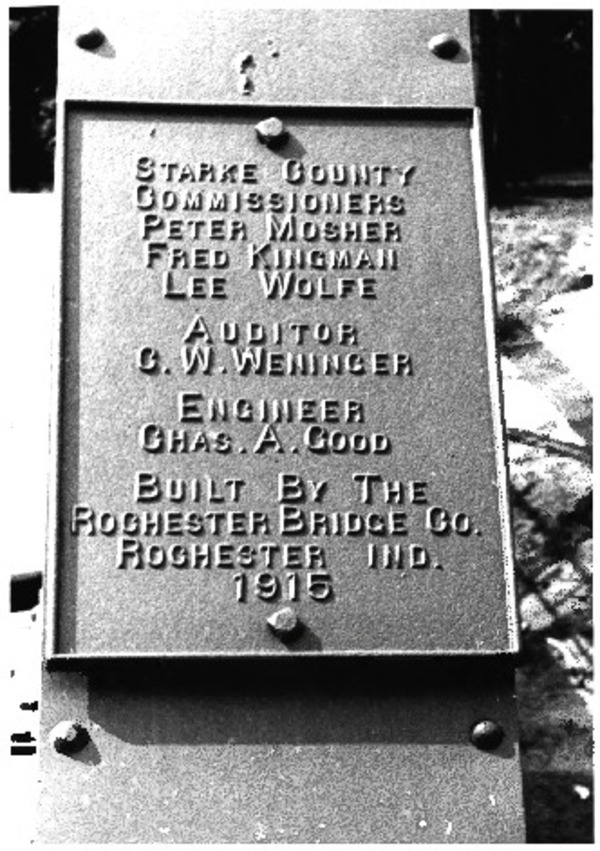 STARKE COUNTY
COMMISSIONERS
PETER MOSHER
FRED KINGMAN
LEE WOLFE
AUDITOR
C. W. WENINGER
ENGINEER
CHAS. A. GOOD
BUILT BY THE
ROCHESTER BRIDGE CO.
ROCHESTER IND.
1915